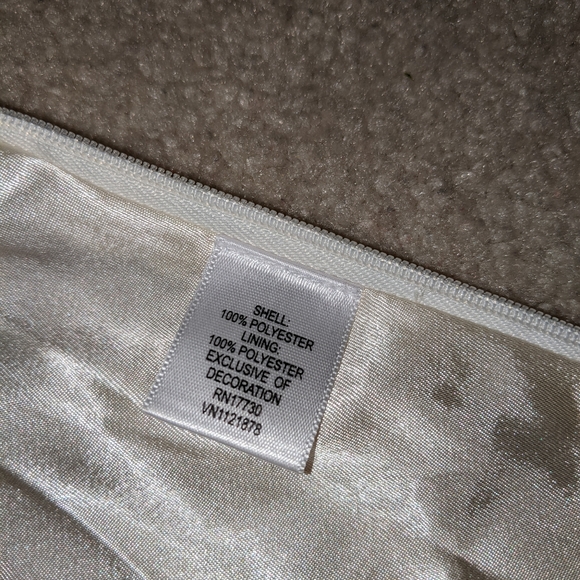 SHELL:
100% POLYESTER
LINING:
100% POLYESTER
EXCLUSIVE OF
DECORATION
RN17730
VN1121878